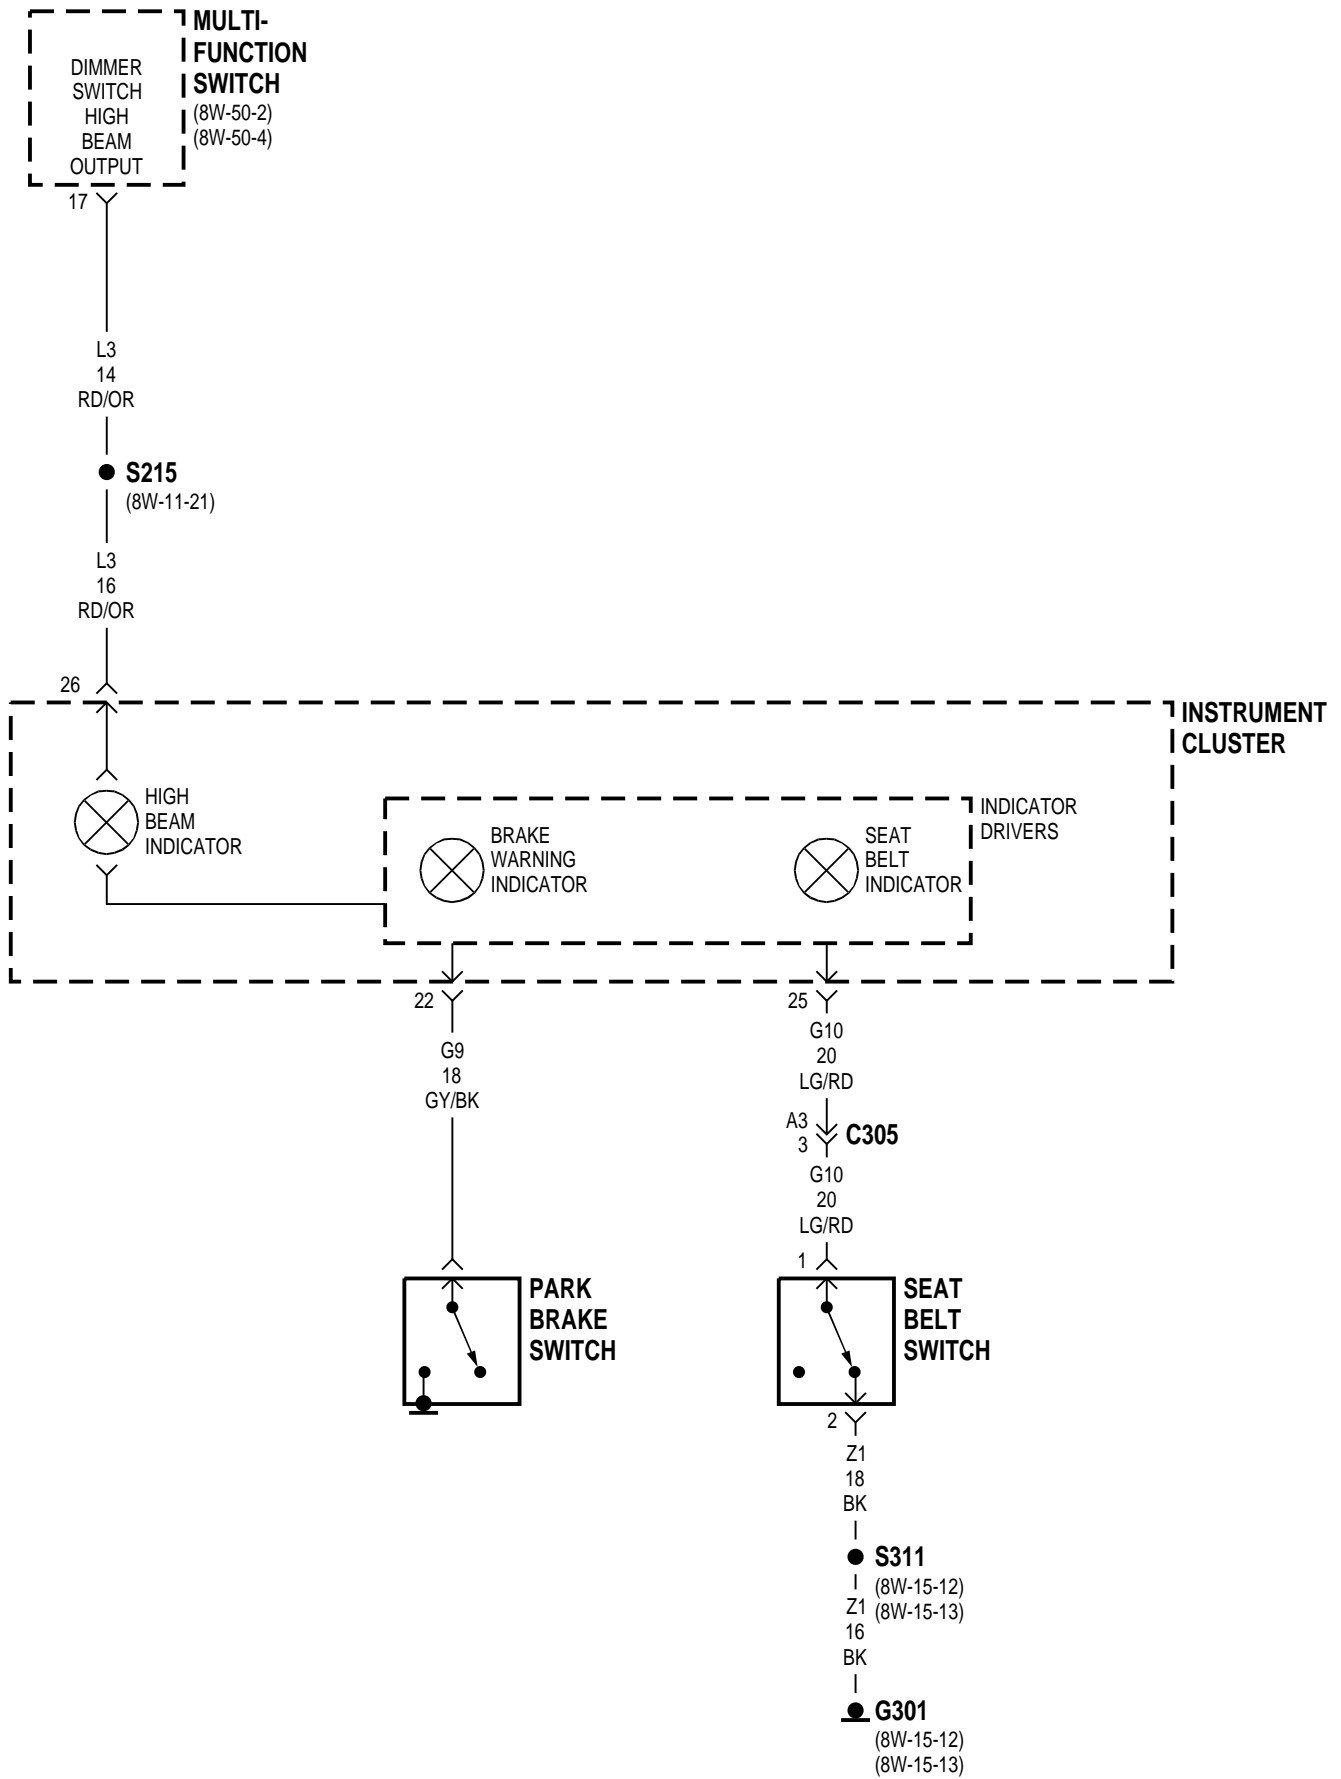 MULTI-
FUNCTION
SWITCH
(8W-50-2)
(8W-50-4)
DIMMER
SWITCH
HIGH
BEAM
OUTPUT
17
L3
14
RD/OR
S215
(8W-11-21)
L3
16
RD/OR
26
INSTRUMENT
CLUSTER
HIGH
BEAM
INDICATOR
BRAKE
WARNING
INDICATOR
SEAT
BELT
INDICATOR
INDICATOR
DRIVERS
22
G9
18
GY/BK
PARK
BRAKE
SWITCH
25
G10
20
LG/RD
A3
3
C305
G10
20
LG/RD
1
SEAT
BELT
SWITCH
2
Z1
18
BK
S311
(8W-15-12)
(8W-15-13)
Z1
16
BK
G301
(8W-15-12)
(8W-15-13)